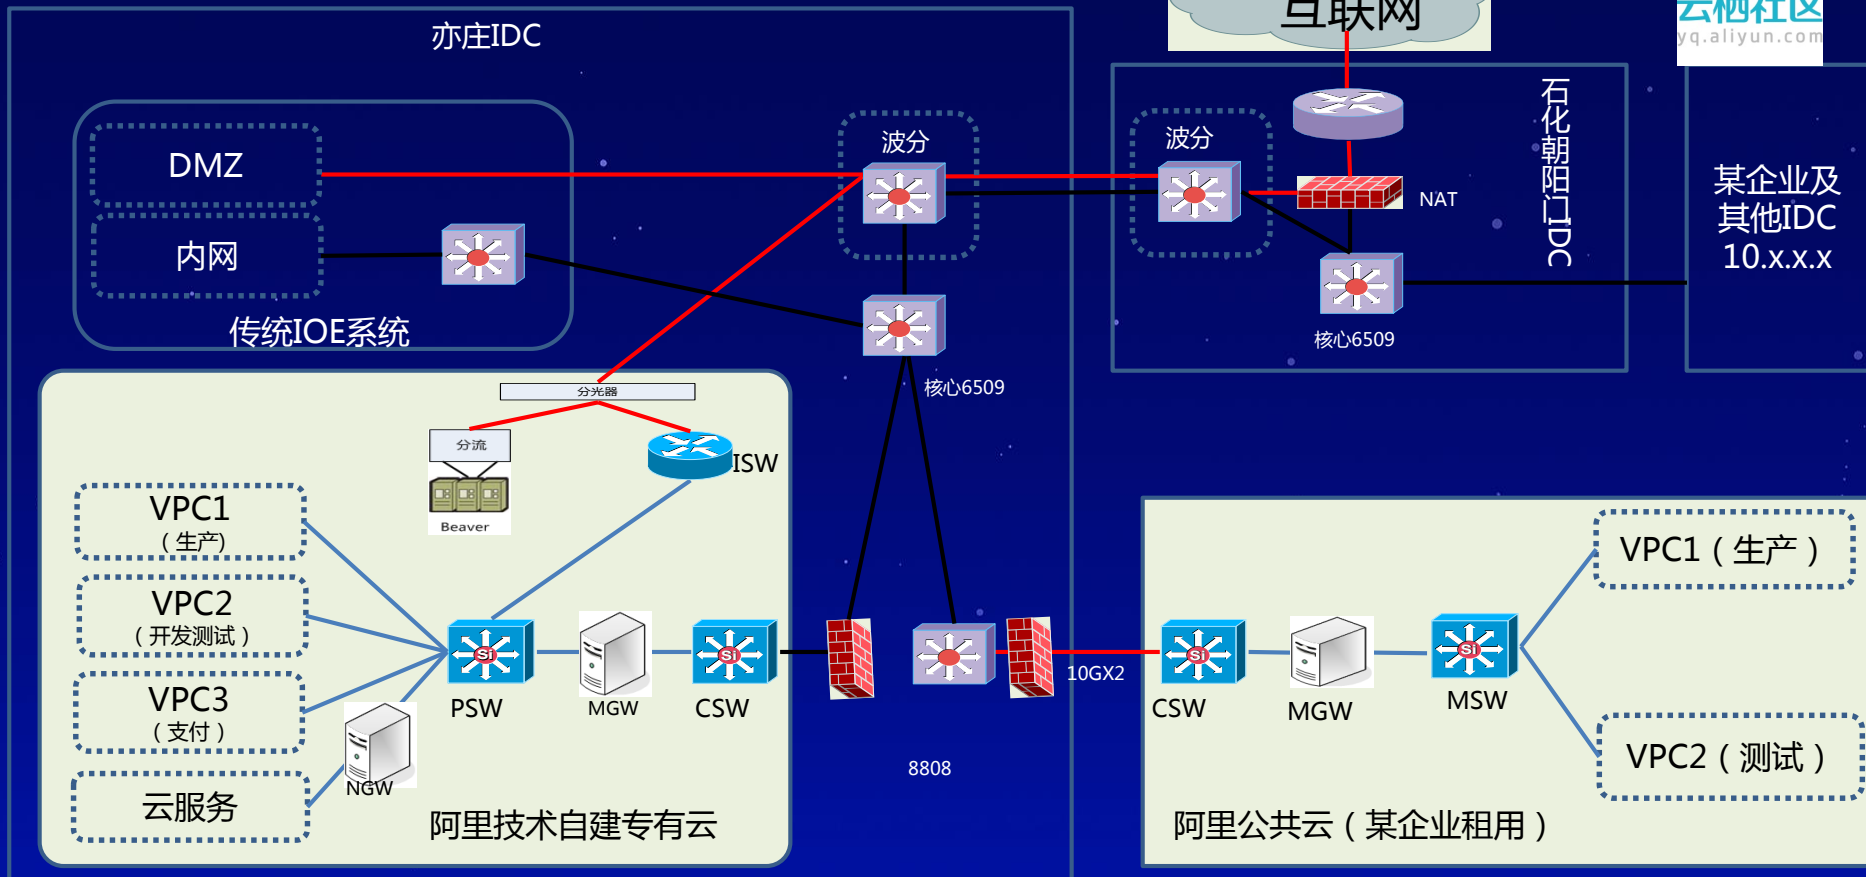 亦庄IDC
互联网
云栖社区
yq.aliyun.com
DMZ
内网
传统IOE系统
波分
核心6509
波分
NAT
核心6509
石化朝阳门IDC
某企业及
其他IDC
10.x.x.x
分光器
分流
Beaver
ISW
VPC1
（生产)
VPC2
（开发测试）
VPC3
（支付）
云服务
NGW
PSW
MGW
CSW
阿里技术自建专有云
8808
10GX2
CSW
MGW
MSW
VPC1（生产）
VPC2（测试）
阿里公共云（某企业租用）